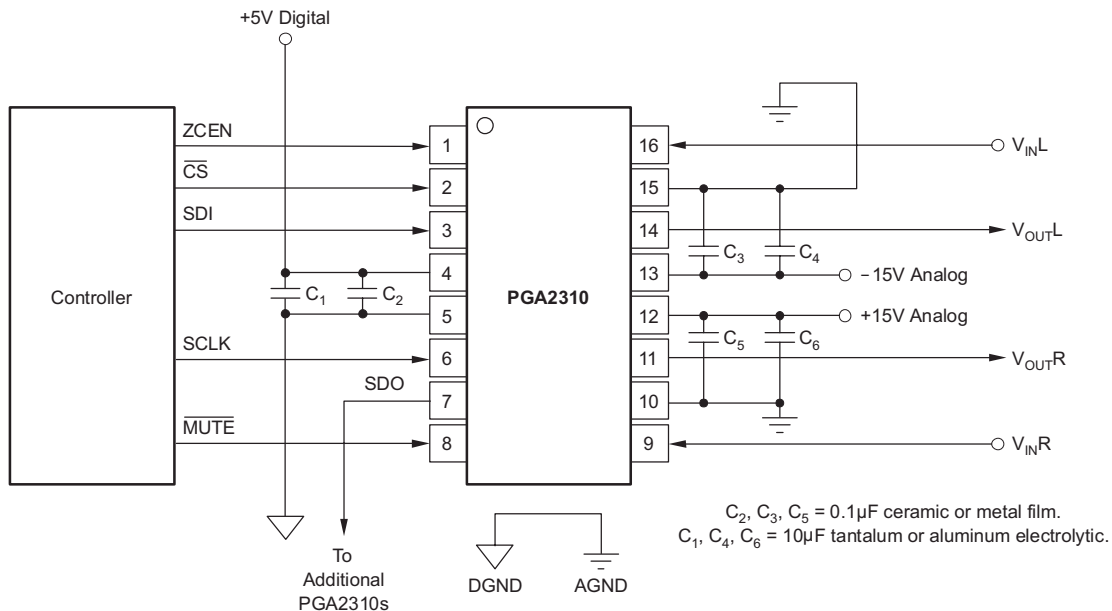 +5V Digital
Controller
ZCEN
CS
SDI
SCLK
MUTE
SDO
C1
C2
1
2
3
4
5
6
7
8
PGA2310
16
15
14
13
12
11
10
9
C3
C4
C5
C6
VINL
VOUTL
−15V Analog
+15V Analog
VOUTR
VINR
To
Additional
PGA2310s
DGND
AGND
C2, C3, C5 = 0.1µF ceramic or metal film.
C1, C4, C6 = 10µF tantalum or aluminum electrolytic.